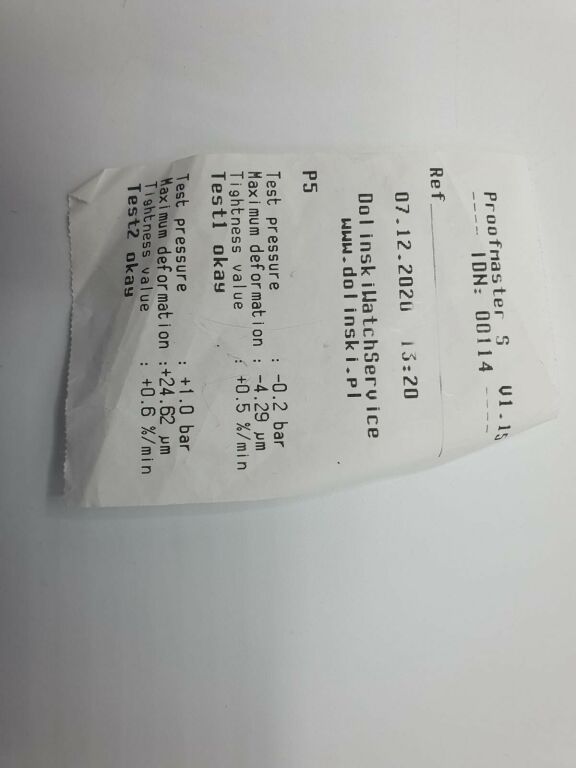 Proofmaster S V1.15
---- IDN: 00114 ----
Ref
07.12.2020 13:20
DolinskiWatchService
www.dolinski.pl
P5
Test pressure : -0.2 bar
Maximum deformation : -4.29 µm
Tightness value : +0.5 %/min
Test1 okay
Test pressure : +1.0 bar
Maximum deformation :+24.62 µm
Tightness value : +0.6 %/min
Test2 okay